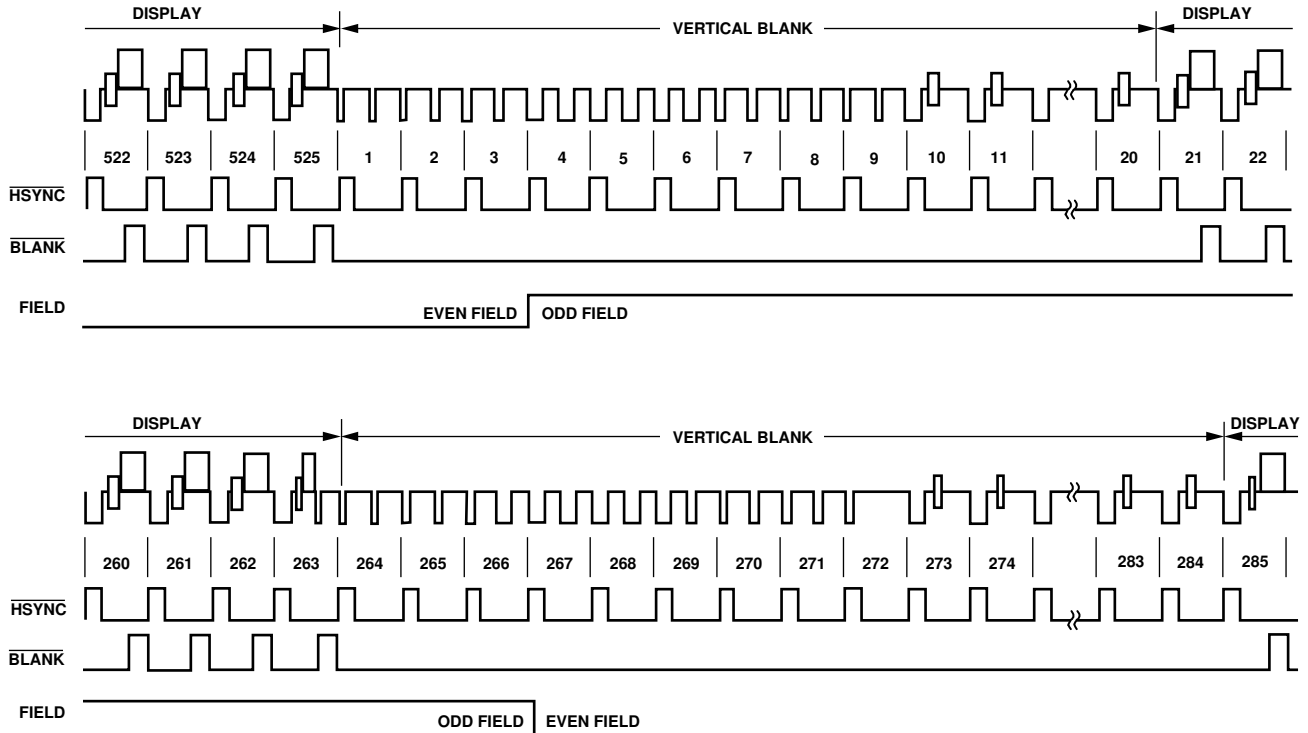 DISPLAY VERTICAL BLANK DISPLAY
522 523 524 525 1 2 3 4 5 6 7 8 9 10 11 20 21 22
HSYNC
BLANK
FIELD EVEN FIELD ODD FIELD
DISPLAY VERTICAL BLANK DISPLAY
260 261 262 263 264 265 266 267 268 269 270 271 272 273 274 283 284 285
HSYNC
BLANK
FIELD ODD FIELD EVEN FIELD